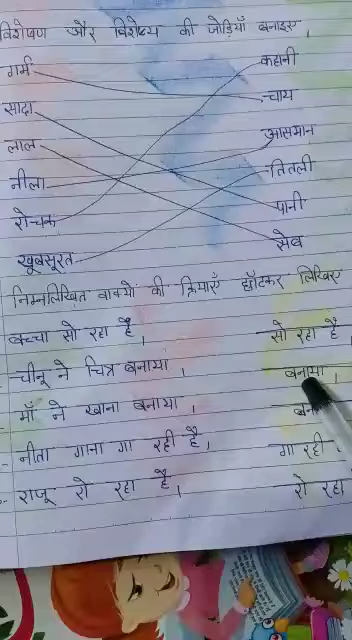 विशेषण और विशेष्य की जोड़ियाँ बनाइए,
गर्म कहानी
सादा चाय
लाल आसमान
नीला तितली
रोचक पानी
खूबसूरत सेब
निम्नलिखित वाक्यों की क्रियाएँ छाँटकर लिखिए
बच्चा सो रहा है, सो रहा है,
चीनू ने चित्र बनाया, बनाया,
माँ ने खाना बनाया,
नीता गाना गा रही है, गा रही
राजू रो रहा है, रो रहा